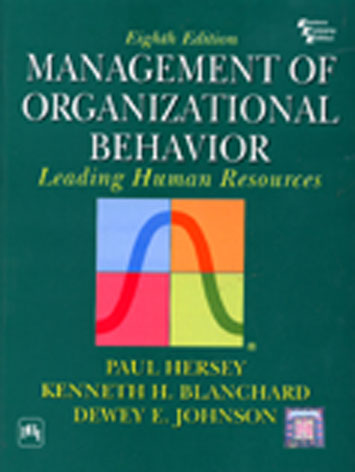 Eighth Edition
MANAGEMENT OF
ORGANIZATIONAL
BEHAVIOR
Leading Human Resources
®
PAUL HERSEY
KENNETH H. BLANCHARD
DEWEY E. JOHNSON